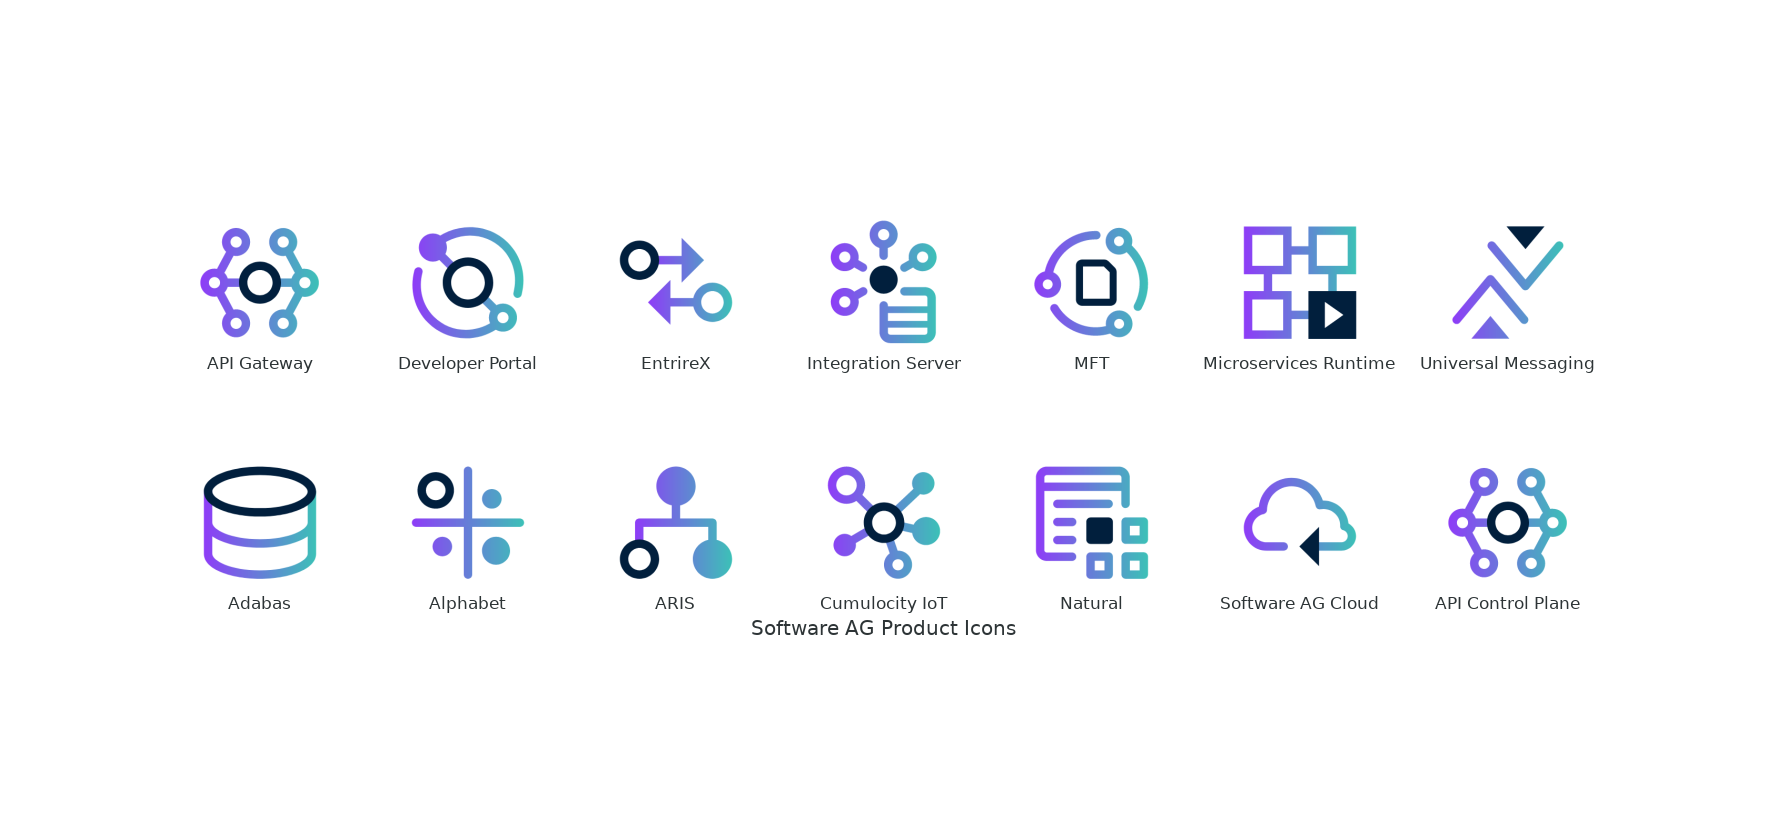 API Gateway
Developer Portal
EntrireX
Integration Server
MFT
Microservices Runtime
Universal Messaging
Adabas
Alphabet
ARIS
Cumulocity IoT
Natural
Software AG Cloud
API Control Plane
Software AG Product Icons